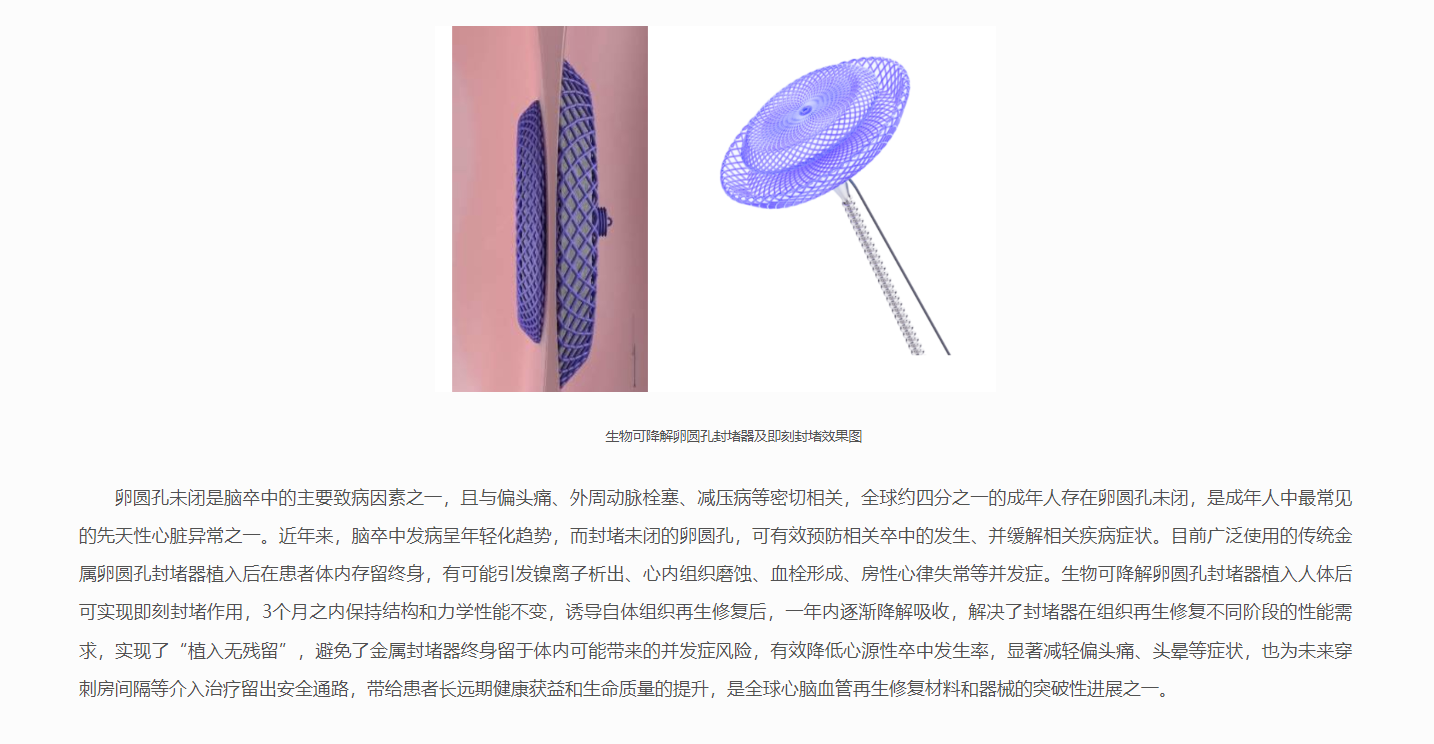 生物可降解卵圆孔封堵器及即刻封堵效果图
卵圆孔未闭是脑卒中的主要致病因素之一，且与偏头痛、外周动脉栓塞、减压病等密切相关，全球约四分之一的成年人存在卵圆孔未闭，是成年人中最常见
的先天性心脏异常之一。近年来，脑卒中发病呈年轻化趋势，而封堵未闭的卵圆孔，可有效预防相关卒中的发生、并缓解相关疾病症状。目前广泛使用的传统金
属卵圆孔封堵器植入后在患者体内存留终身，有可能引发镍离子析出、心内组织磨蚀、血栓形成、房性心律失常等并发症。生物可降解卵圆孔封堵器植入人体后
可实现即刻封堵作用，3个月之内保持结构和力学性能不变，诱导自体组织再生修复后，一年内逐渐降解吸收，解决了封堵器在组织再生修复不同阶段的性能需
求，实现了“植入无残留”，避免了金属封堵器终身留于体内可能带来的并发症风险，有效降低心源性卒中发生率，显著减轻偏头痛、头晕等症状，也为未来穿
刺房间隔等介入治疗留出安全通路，带给患者长远期健康获益和生命质量的提升，是全球心脑血管再生修复材料和器械的突破性进展之一。